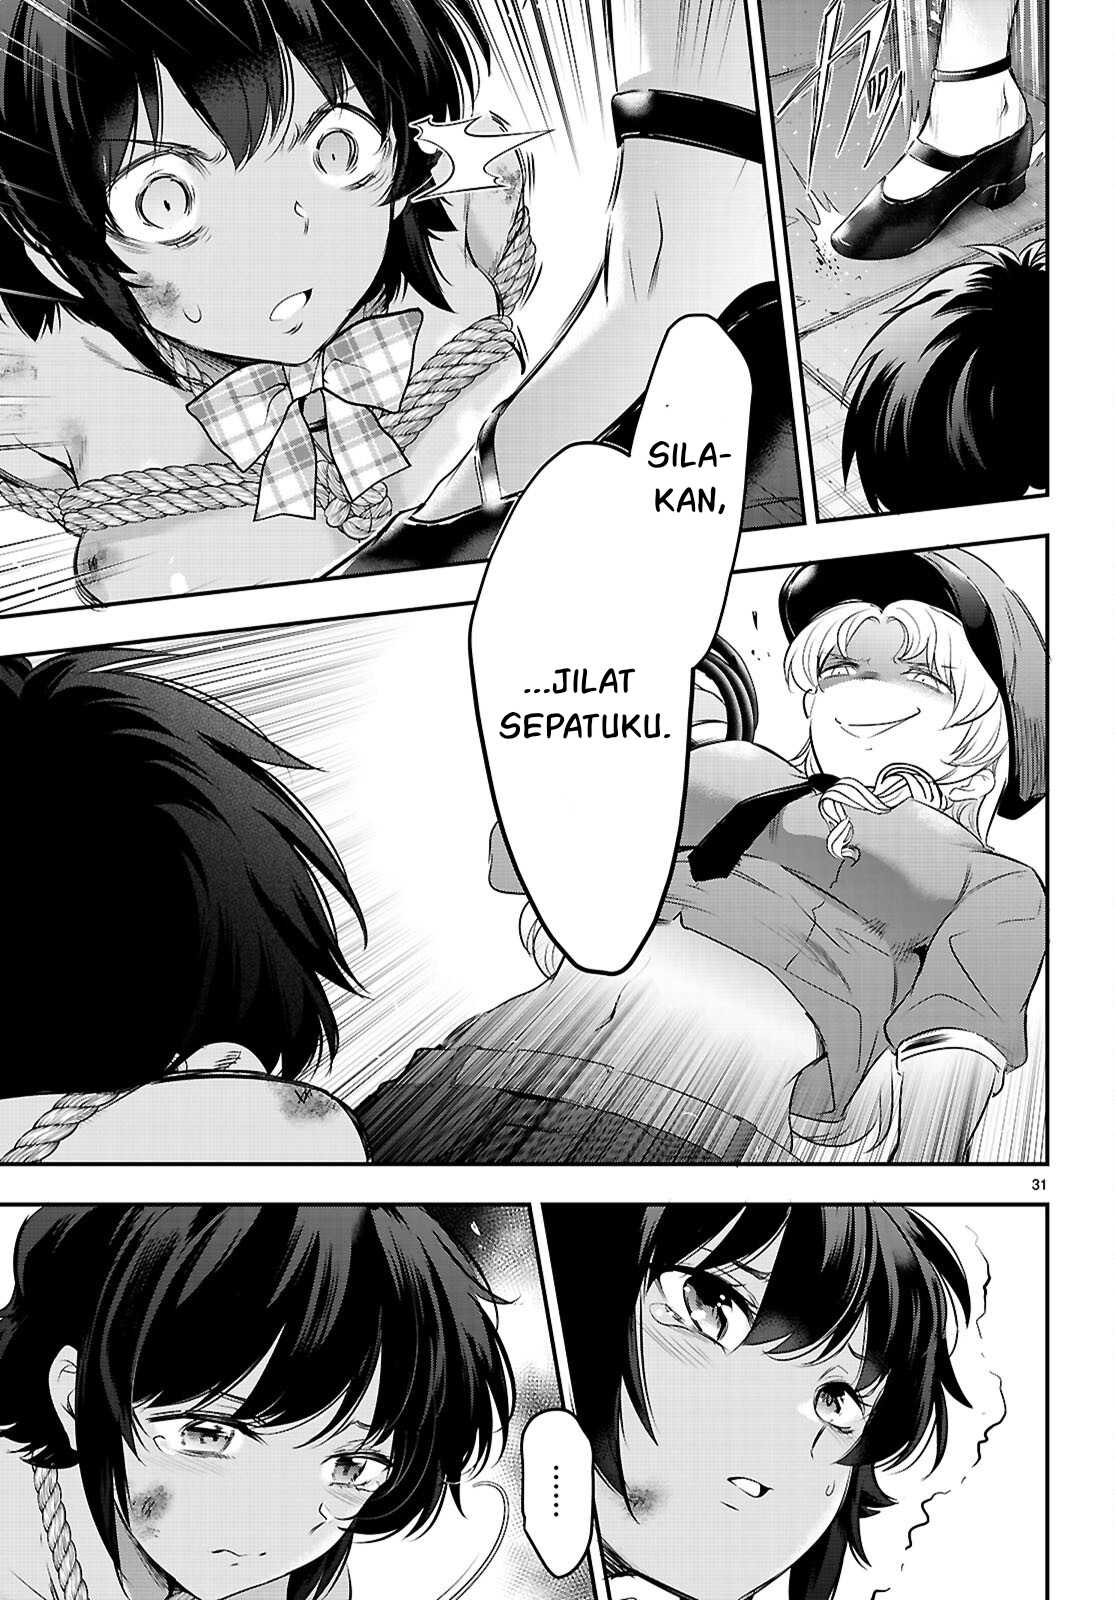 SILA-
KAN,
...JILAT
SEPATUKU.
31
......